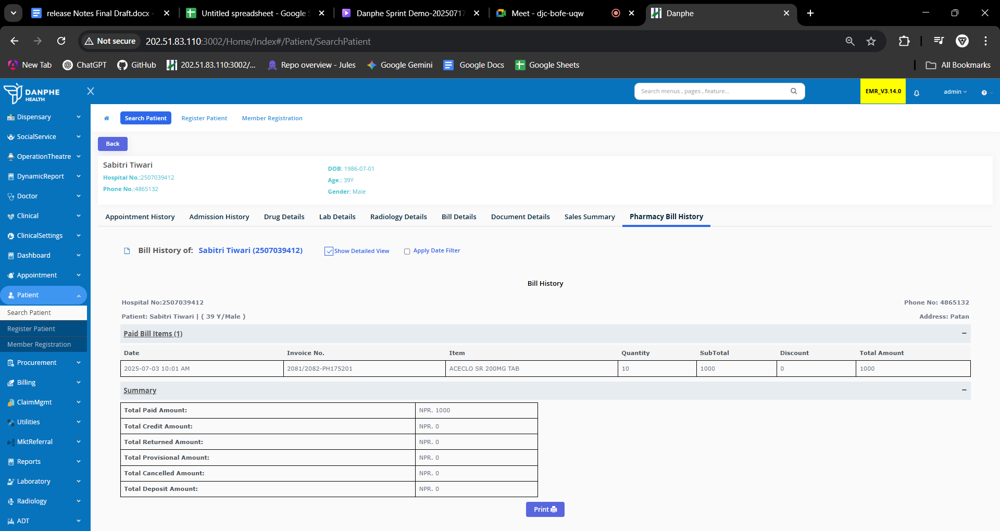 release Notes Final Draft.docx -
Untitled spreadsheet - Google S
Danphe Sprint Demo-20250717
Meet - djc-bofe-uqw
Danphe
Not secure
202.51.83.110:3002/Home/Index#/Patient/SearchPatient
New Tab
ChatGPT
GitHub
202.51.83.110:3002/...
Repo overview - Jules
Google Gemini
Google Docs
Google Sheets
All Bookmarks
DANPHE
HEALTH
X
Search menus , pages , feature...
EMR_V3.14.0
admin
Dispensary
SocialService
OperationTheatre
DynamicReport
Doctor
Clinical
ClinicalSettings
Dashboard
Appointment
Patient
Search Patient
Register Patient
Member Registration
Procurement
Billing
ClaimMgmt
Utilities
MktReferral
Reports
Laboratory
Radiology
ADT
Search Patient
Register Patient
Member Registration
Back
Sabitri Tiwari
Hospital No.:2507039412
Phone No.:4865132
DOB: 1986-07-01
Age.: 39Y
Gender: Male
Appointment History
Admission History
Drug Details
Lab Details
Radiology Details
Bill Details
Document Details
Sales Summary
Pharmacy Bill History
Bill History of: Sabitri Tiwari (2507039412)
Show Detailed View
Apply Date Filter
Bill History
Hospital No:2507039412
Phone No: 4865132
Patient: Sabitri Tiwari | ( 39 Y/Male )
Address: Patan
Paid Bill Items (1)
Date Invoice No. Item Quantity SubTotal Discount Total Amount
2025-07-03 10:01 AM 2081/2082-PH175201 ACECLO SR 200MG TAB 10 1000 0 1000
Summary
Total Paid Amount: NPR. 1000
Total Credit Amount: NPR. 0
Total Returned Amount: NPR. 0
Total Provisional Amount: NPR. 0
Total Cancelled Amount: NPR. 0
Total Deposit Amount: NPR. 0
Print